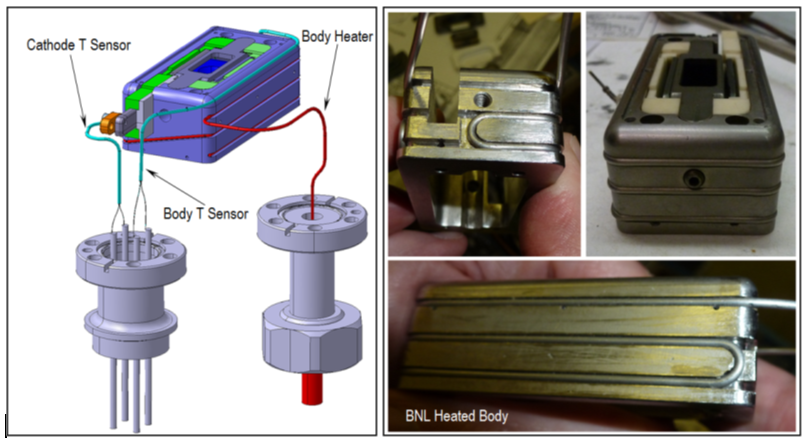 Cathode T Sensor
Body Heater
Body T Sensor
BNL Heated Body